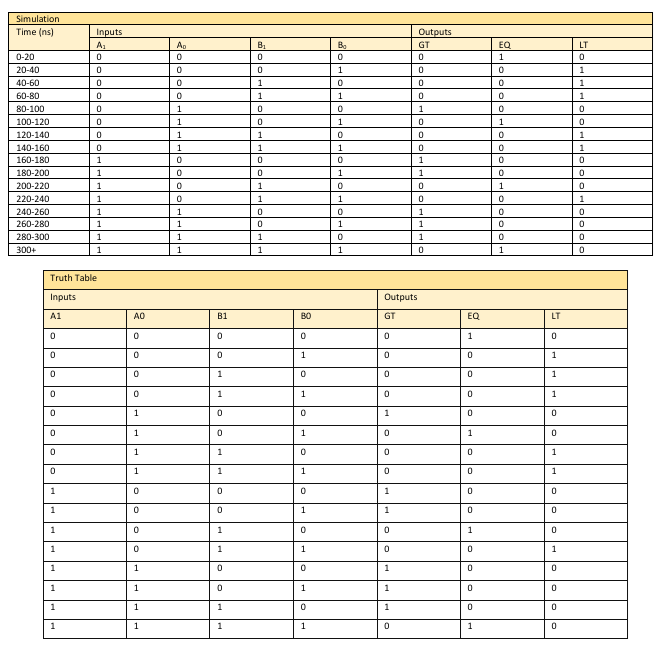 Simulation
Time (ns) Inputs Outputs
A₁ A₀ B₁ B₀ GT EQ LT
0-20 0 0 0 0 0 1 0
20-40 0 0 0 1 0 0 1
40-60 0 0 1 0 0 0 1
60-80 0 0 1 1 0 0 1
80-100 0 1 0 0 1 0 0
100-120 0 1 0 1 0 1 0
120-140 0 1 1 0 0 0 1
140-160 0 1 1 1 0 0 1
160-180 1 0 0 0 1 0 0
180-200 1 0 0 1 1 0 0
200-220 1 0 1 0 0 1 0
220-240 1 0 1 1 0 0 1
240-260 1 1 0 0 1 0 0
260-280 1 1 0 1 1 0 0
280-300 1 1 1 0 1 0 0
300+ 1 1 1 1 0 1 0
Truth Table
Inputs Outputs
A1 A0 B1 B0 GT EQ LT
0 0 0 0 0 1 0
0 0 0 1 0 0 1
0 0 1 0 0 0 1
0 0 1 1 0 0 1
0 1 0 0 1 0 0
0 1 0 1 0 1 0
0 1 1 0 0 0 1
0 1 1 1 0 0 1
1 0 0 0 1 0 0
1 0 0 1 1 0 0
1 0 1 0 0 1 0
1 0 1 1 0 0 1
1 1 0 0 1 0 0
1 1 0 1 1 0 0
1 1 1 0 1 0 0
1 1 1 1 0 1 0